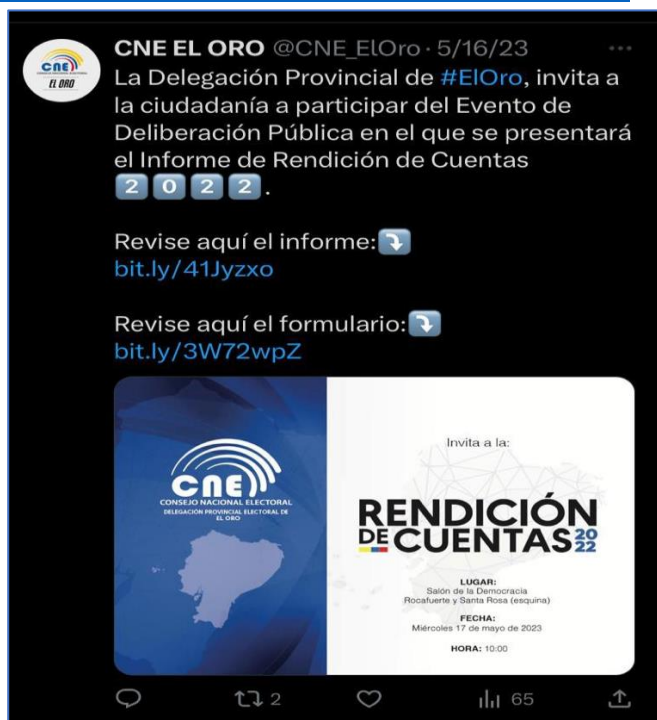 CNE EL ORO @CNE_ElOro · 5/16/23 ...
La Delegación Provincial de #ElOro, invita a
la ciudadanía a participar del Evento de
Deliberación Pública en el que se presentará
el Informe de Rendición de Cuentas
2022.
Revise aquí el informe:
bit.ly/41Jyzxo
Revise aquí el formulario:
bit.ly/3W72wpZ
CNE
CONSEJO NACIONAL ELECTORAL
DELEGACIÓN PROVINCIAL ELECTORAL DE
EL ORO
Invita a la:
RENDICIÓN
DE CUENTAS 2022
LUGAR:
Salón de la Democracia
Rocafuerte y Santa Rosa (esquina)
FECHA:
Miércoles 17 de mayo de 2023
HORA: 10:00
2 65
CNE
EL ORO